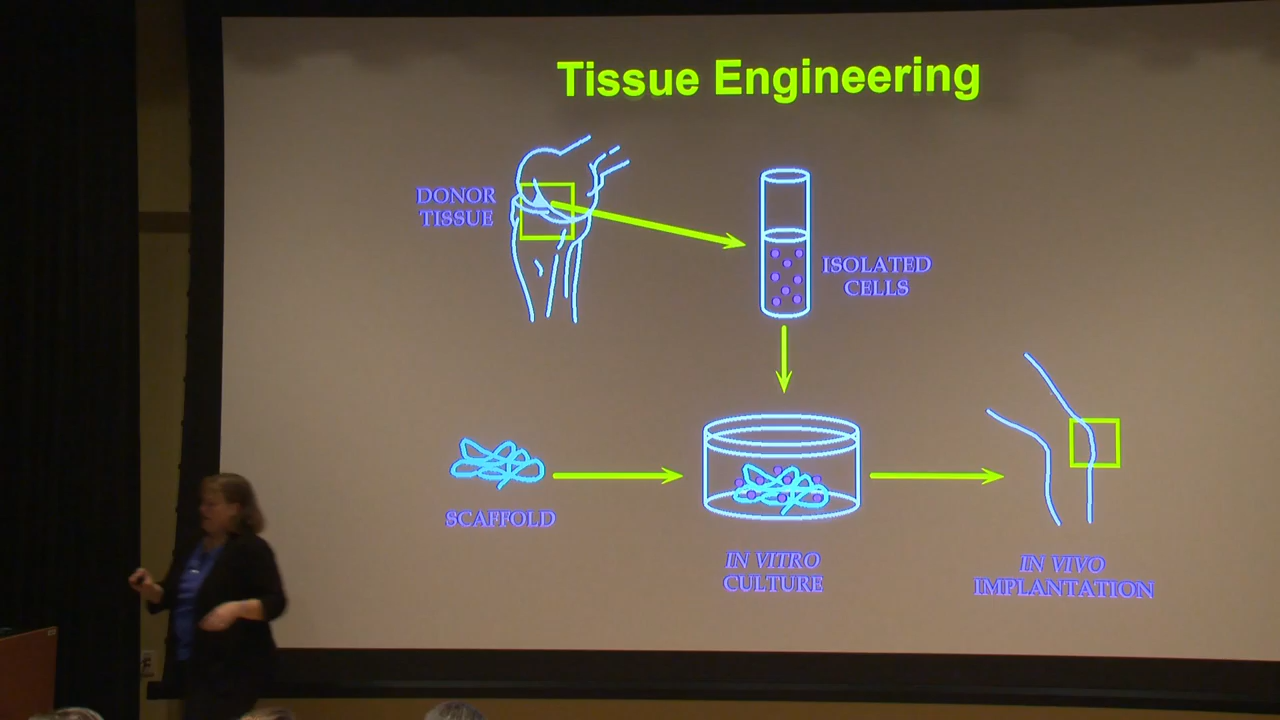 Tissue Engineering
DONOR
TISSUE
ISOLATED
CELLS
SCAFFOLD
IN VITRO
CULTURE
IN VIVO
IMPLANTATION